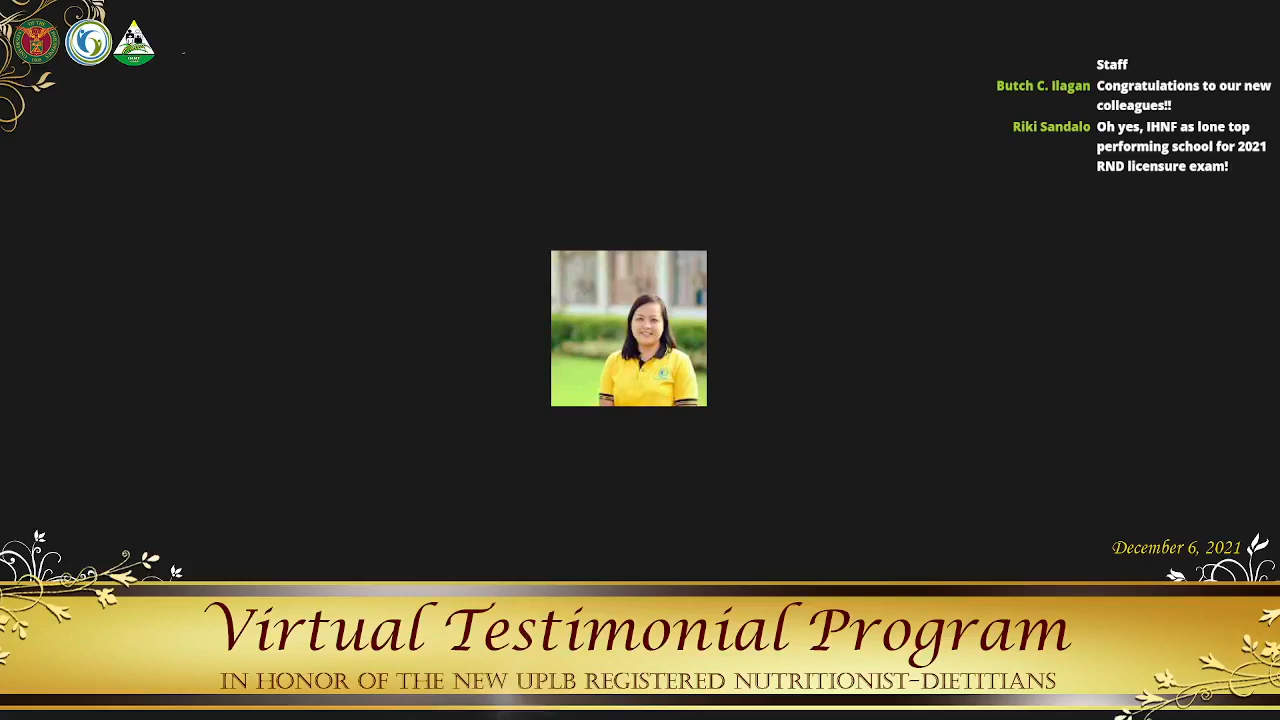 Staff
Butch C. Ilagan Congratulations to our new
colleagues!!
Riki Sandalo Oh yes, IHNF as lone top
performing school for 2021
RND licensure exam!
December 6, 2021
Virtual Testimonial Program
IN HONOR OF THE NEW UPLB REGISTERED NUTRITIONIST-DIETITIANS